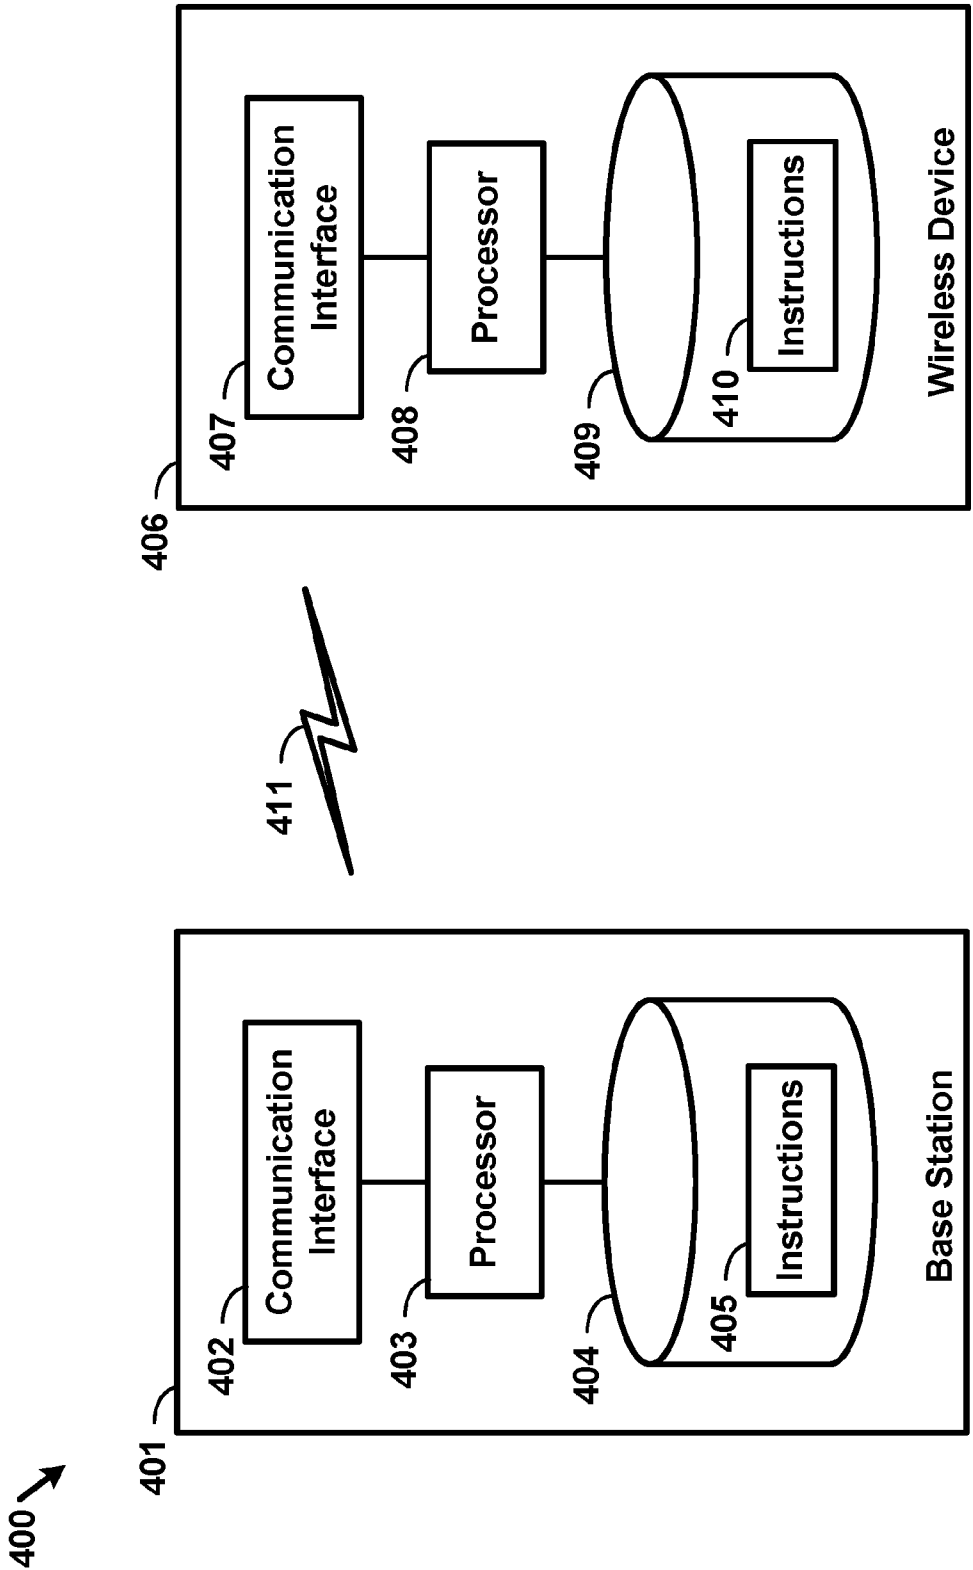 400
401
402
Communication
Interface
403
Processor
404
405
Instructions
Base Station
411
406
407
Communication
Interface
408
Processor
409
410
Instructions
Wireless Device